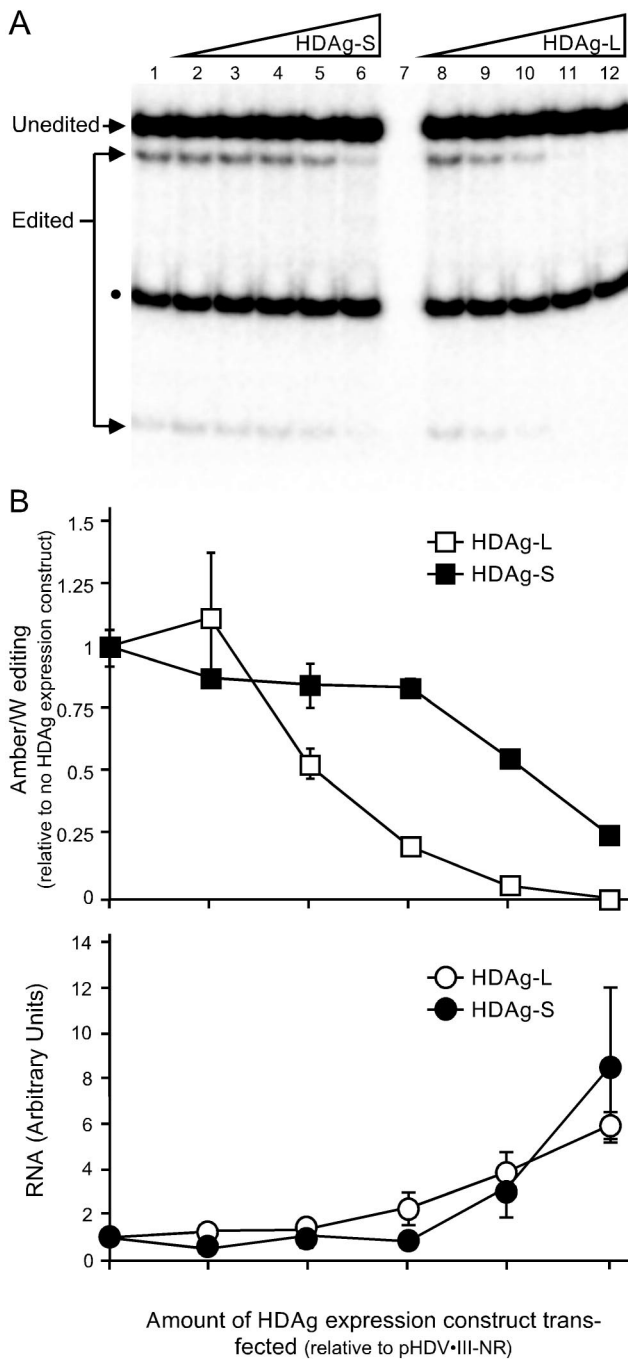 A
HDAg-S
HDAg-L
1 2 3 4 5 6 7 8 9 10 11 12
Unedited
Edited
B
1.5
1.25
1
0.75
0.5
0.25
0
Amber/W editing
(relative to no HDAg expression construct)
HDAg-L
HDAg-S
14
12
10
8
6
4
2
0
RNA (Arbitrary Units)
HDAg-L
HDAg-S
Amount of HDAg expression construct trans-
fected (relative to pHDV•III-NR)